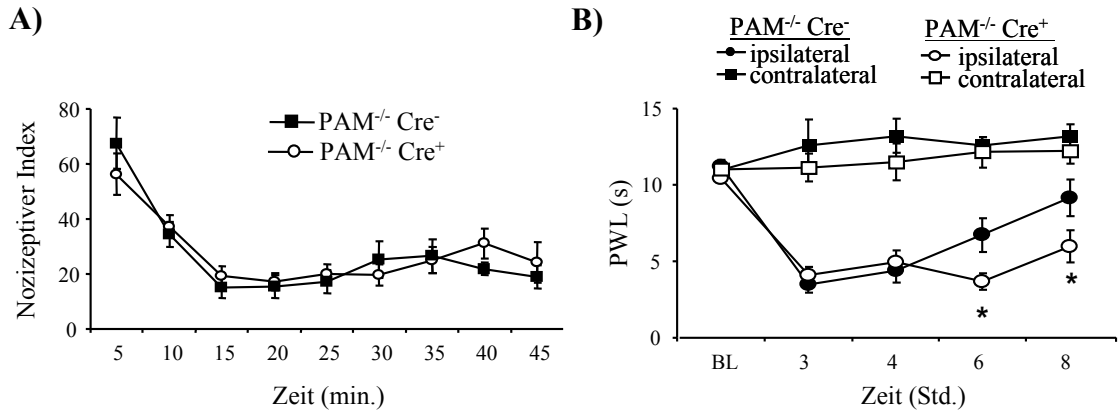 A)
Nozizeptiver Index
80
60
40
20
0
PAM-/- Cre-
PAM-/- Cre+
5 10 15 20 25 30 35 40 45
Zeit (min.)
B)
PAM-/- Cre- PAM-/- Cre+
ipsilateral ipsilateral
contralateral contralateral
PWL (s)
15
10
5
0
*
*
BL 3 4 6 8
Zeit (Std.)